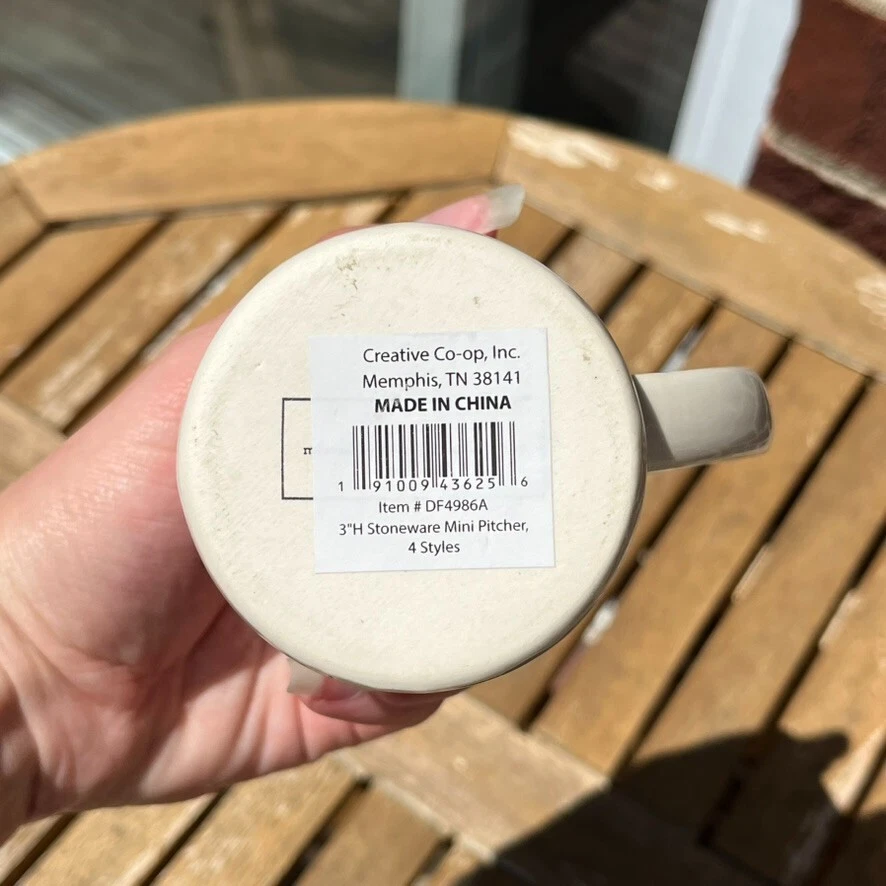 Creative Co-op, Inc.
Memphis, TN 38141
MADE IN CHINA
1 91009 43625 6
Item # DF4986A
3"H Stoneware Mini Pitcher,
4 Styles